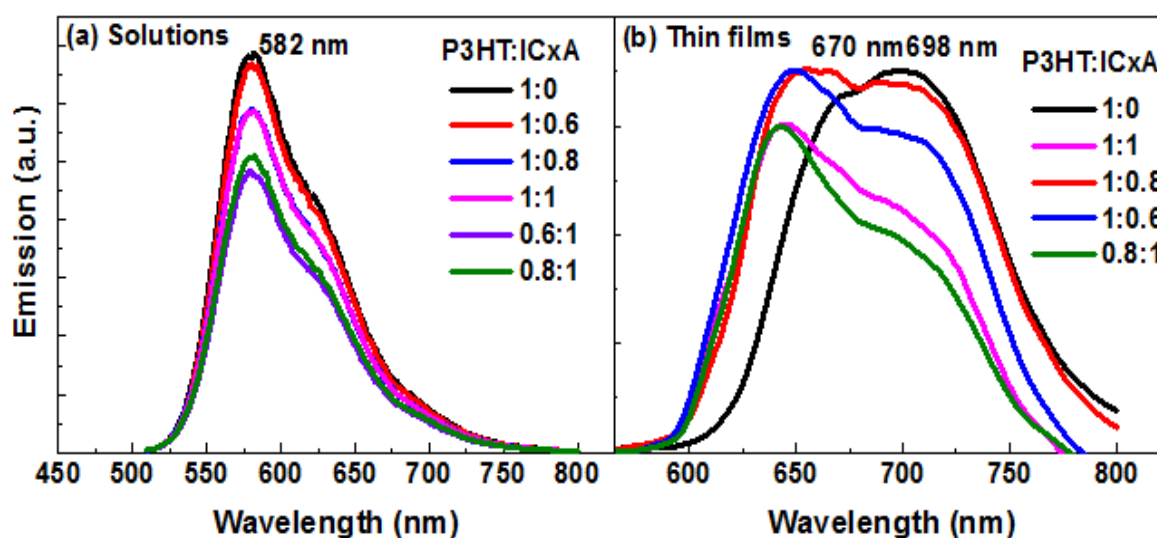 (a) Solutions
582 nm
P3HT:ICxA
1:0
1:0.6
1:0.8
1:1
0.6:1
0.8:1
Emission (a.u.)
450 500 550 600 650 700 750 800
Wavelength (nm)
(b) Thin films
670 nm 698 nm
P3HT:ICxA
1:0
1:1
1:0.8
1:0.6
0.8:1
600 650 700 750 800
Wavelength (nm)